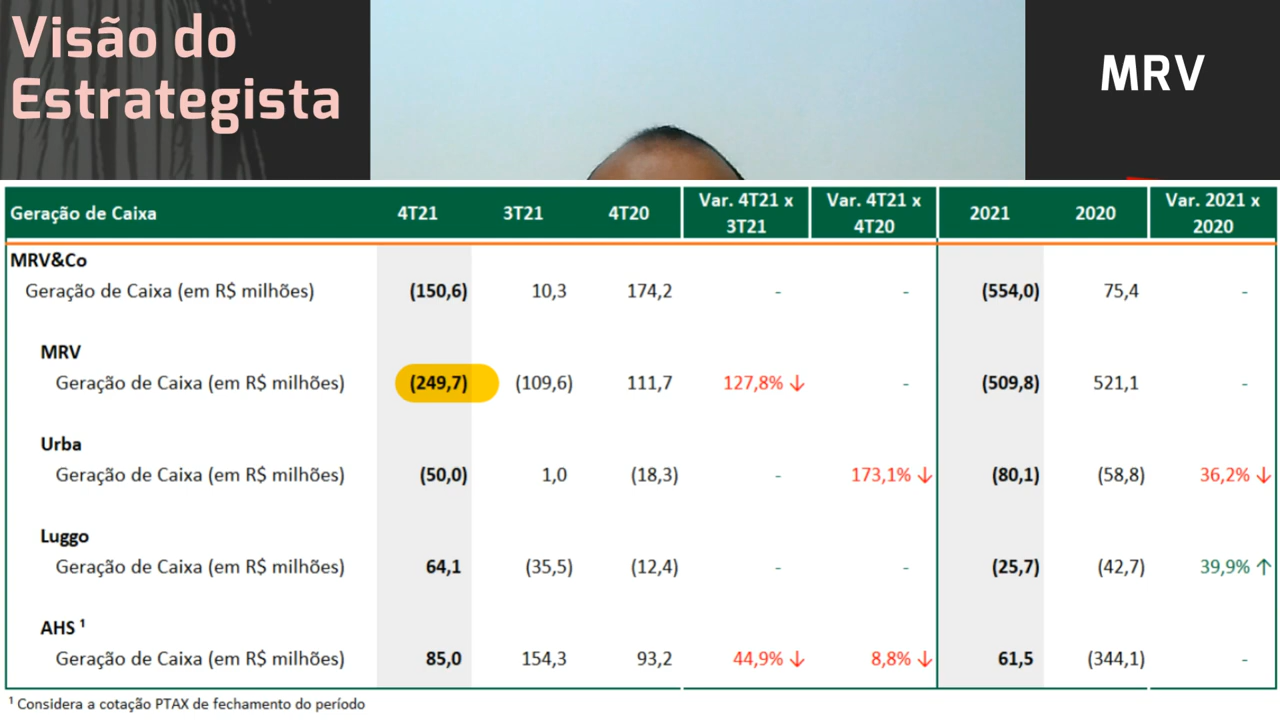 Visão do
Estrategista
MRV
Geração de Caixa 4T21 3T21 4T20 Var. 4T21 x 3T21 Var. 4T21 x 4T20 2021 2020 Var. 2021 x 2020
MRV&Co
Geração de Caixa (em R$ milhões) (150,6) 10,3 174,2 - - (554,0) 75,4 -
MRV
Geração de Caixa (em R$ milhões) (249,7) (109,6) 111,7 127,8% ↓ - (509,8) 521,1 -
Urba
Geração de Caixa (em R$ milhões) (50,0) 1,0 (18,3) - 173,1% ↓ (80,1) (58,8) 36,2% ↓
Luggo
Geração de Caixa (em R$ milhões) 64,1 (35,5) (12,4) - - (25,7) (42,7) 39,9% ↑
AHS ¹
Geração de Caixa (em R$ milhões) 85,0 154,3 93,2 44,9% ↓ 8,8% ↓ 61,5 (344,1) -
¹ Considera a cotação PTAX de fechamento do período